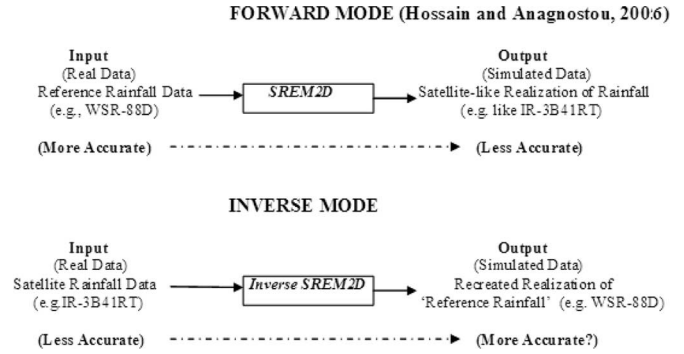 FORWARD MODE (Hossain and Anagnostou, 2006)
Input
(Real Data)
Reference Rainfall Data
(e.g., WSR-88D)
SREM2D
Output
(Simulated Data)
Satellite-like Realization of Rainfall
(e.g. like IR-3B41RT)
(More Accurate)
(Less Accurate)
INVERSE MODE
Input
(Real Data)
Satellite Rainfall Data
(e.g.IR-3B41RT)
Inverse SREM2D
Output
(Simulated Data)
Recreated Realization of
‘Reference Rainfall’ (e.g. WSR-88D)
(Less Accurate)
(More Accurate?)